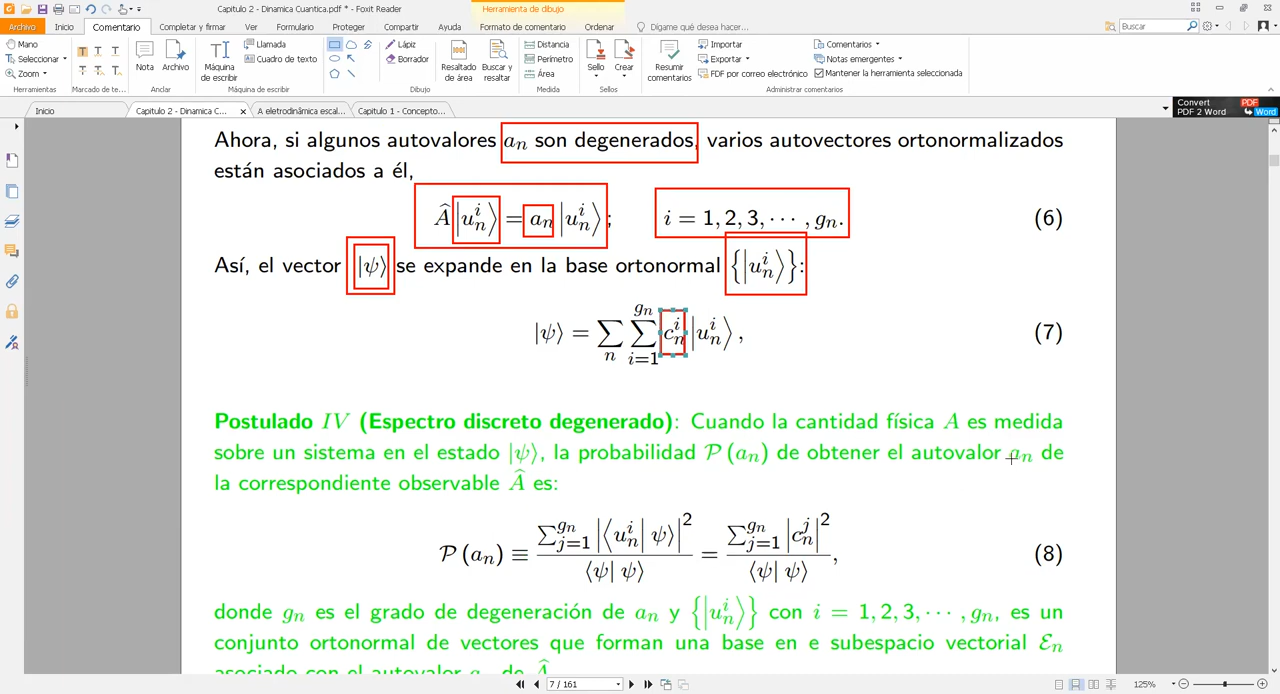 Capitulo 2 - Dinamica Cuantica.pdf * - Foxit Reader
Herramienta de dibujo
Archivo Inicio Comentario Completar y firmar Ver Formulario Proteger Compartir Ayuda Formato de comentario Ordenar Dígame qué desea hacer... Buscar
Mano
Seleccionar
Zoom
Herramientas
T T T
T T T
Marcado de te...
Nota
Archivo
Anclar
Máquina de escribir
Llamada
Cuadro de texto
Máquina de escribir
Lápiz
Borrador
Dibujo
Resaltado de área
Buscar y resaltar
Distancia
Perímetro
Área
Medida
Sello
Crear
Sellos
Resumir comentarios
Importar
Exportar
FDF por correo electrónico
Comentarios
Notas emergentes
Mantener la herramienta seleccionada
Administrar comentarios
Inicio
Capitulo 2 - Dinamica C... ×
A eletrodinâmica escal...
Capitulo 1 - Concepto...
Convert PDF
PDF 2 Word Word
Ahora, si algunos autovalores aₙ son degenerados, varios autovectores ortonormalizados
están asociados a él,
Â|uₙⁱ⟩ = aₙ|uₙⁱ⟩; i = 1, 2, 3, ⋯, gₙ. (6)
Así, el vector |ψ⟩ se expande en la base ortonormal {|uₙⁱ⟩}:
|ψ⟩ = ∑ₙ ∑ᵢ₌₁^gₙ cₙⁱ |uₙⁱ⟩, (7)
Postulado IV (Espectro discreto degenerado): Cuando la cantidad física A es medida
sobre un sistema en el estado |ψ⟩, la probabilidad 𝒫(aₙ) de obtener el autovalor aₙ de
la correspondiente observable Â es:
𝒫(aₙ) ≡ ∑ⱼ₌₁^gₙ |⟨uₙⁱ|ψ⟩|² / ⟨ψ|ψ⟩ = ∑ⱼ₌₁^gₙ |cₙʲ|² / ⟨ψ|ψ⟩, (8)
donde gₙ es el grado de degeneración de aₙ y {|uₙⁱ⟩} con i = 1, 2, 3, ⋯, gₙ, es un
conjunto ortonormal de vectores que forman una base en e subespacio vectorial ℰₙ
asociado con el autovalor aₙ de Â
7 / 161
125%